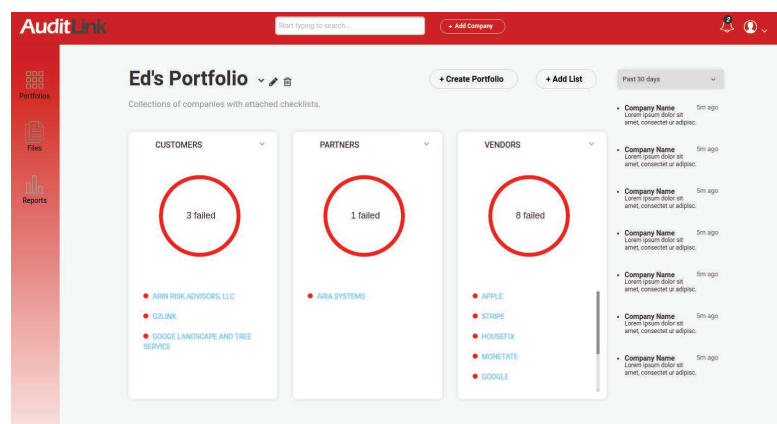 AuditLink
Start typing to search...
+ Add Company
2
Portfolios
Files
Reports
Ed's Portfolio
+ Create Portfolio
+ Add List
Collections of companies with attached checklists.
CUSTOMERS
3 failed
ARIN RISK ADVISORS, LLC
G2LINK
GOOGE LANDSCAPE AND TREE
SERVICE
PARTNERS
1 failed
ARIA SYSTEMS
VENDORS
8 failed
APPLE
STRIPE
HOUSEFIX
MONETATE
GOOGLE
Past 30 days
Company Name 5m ago
Lorem ipsum dolor sit
amet, consectet ur adipisc.
Company Name 5m ago
Lorem ipsum dolor sit
amet, consectet ur adipisc.
Company Name 5m ago
Lorem ipsum dolor sit
amet, consectet ur adipisc.
Company Name 5m ago
Lorem ipsum dolor sit
amet, consectet ur adipisc.
Company Name 5m ago
Lorem ipsum dolor sit
amet, consectet ur adipisc.
Company Name 5m ago
Lorem ipsum dolor sit
amet, consectet ur adipisc.
Company Name 5m ago
Lorem ipsum dolor sit
amet, consectet ur adipisc.